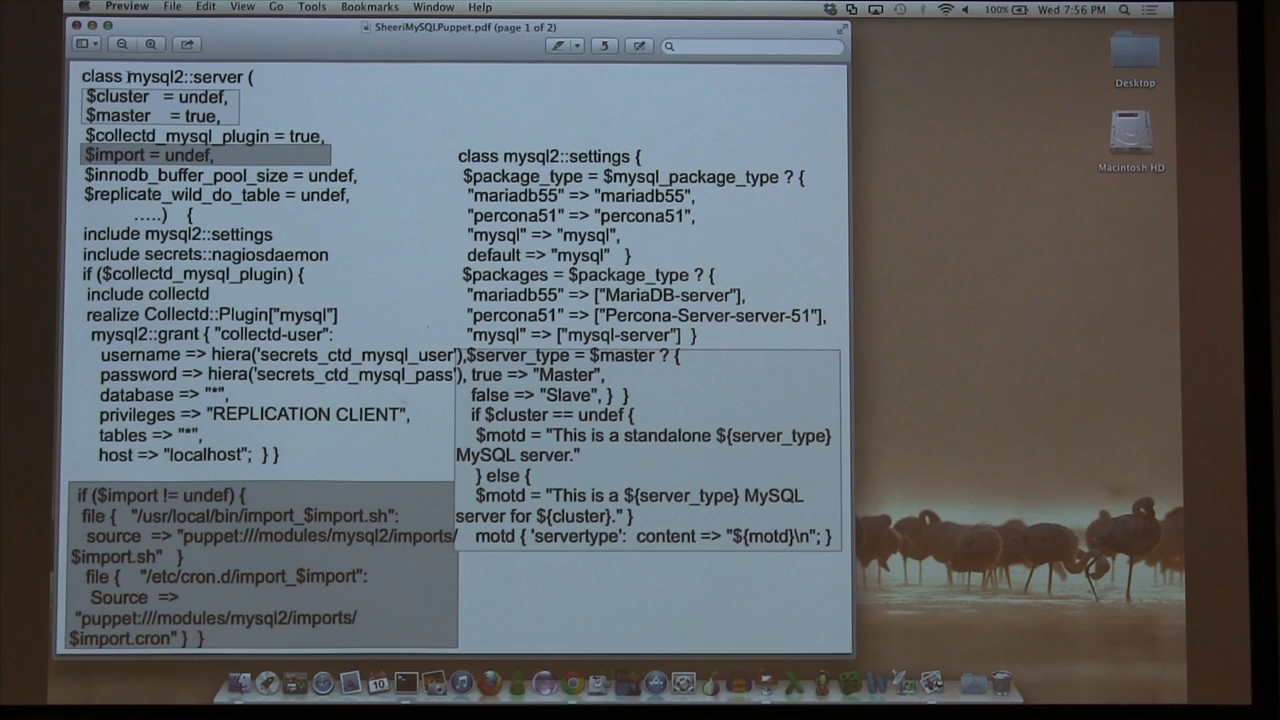 Preview File Edit View Go Tools Bookmarks Window Help
100% Wed 7:56 PM
SheeriMySQLPuppet.pdf (page 1 of 2)
class mysql2::server (
$cluster = undef,
$master = true,
$collectd_mysql_plugin = true,
$import = undef,
$innodb_buffer_pool_size = undef,
$replicate_wild_do_table = undef,
.....) {
include mysql2::settings
include secrets::nagiosdaemon
if ($collectd_mysql_plugin) {
include collectd
realize Collectd::Plugin["mysql"]
mysql2::grant { "collectd-user":
username => hiera('secrets_ctd_mysql_user'),
password => hiera('secrets_ctd_mysql_pass'),
database => "*",
privileges => "REPLICATION CLIENT",
tables => "*",
host => "localhost"; } }
if ($import != undef) {
file { "/usr/local/bin/import_$import.sh":
source => "puppet:///modules/mysql2/imports/
$import.sh" }
file { "/etc/cron.d/import_$import":
Source =>
"puppet:///modules/mysql2/imports/
$import.cron" } }
class mysql2::settings {
$package_type = $mysql_package_type ? {
"mariadb55" => "mariadb55",
"percona51" => "percona51",
"mysql" => "mysql",
default => "mysql" }
$packages = $package_type ? {
"mariadb55" => ["MariaDB-server"],
"percona51" => ["Percona-Server-server-51"],
"mysql" => ["mysql-server"] }
$server_type = $master ? {
true => "Master",
false => "Slave", } }
if $cluster == undef {
$motd = "This is a standalone ${server_type}
MySQL server."
} else {
$motd = "This is a ${server_type} MySQL
server for ${cluster}." }
motd { 'servertype': content => "${motd}\n"; }
Desktop
Macintosh HD
10